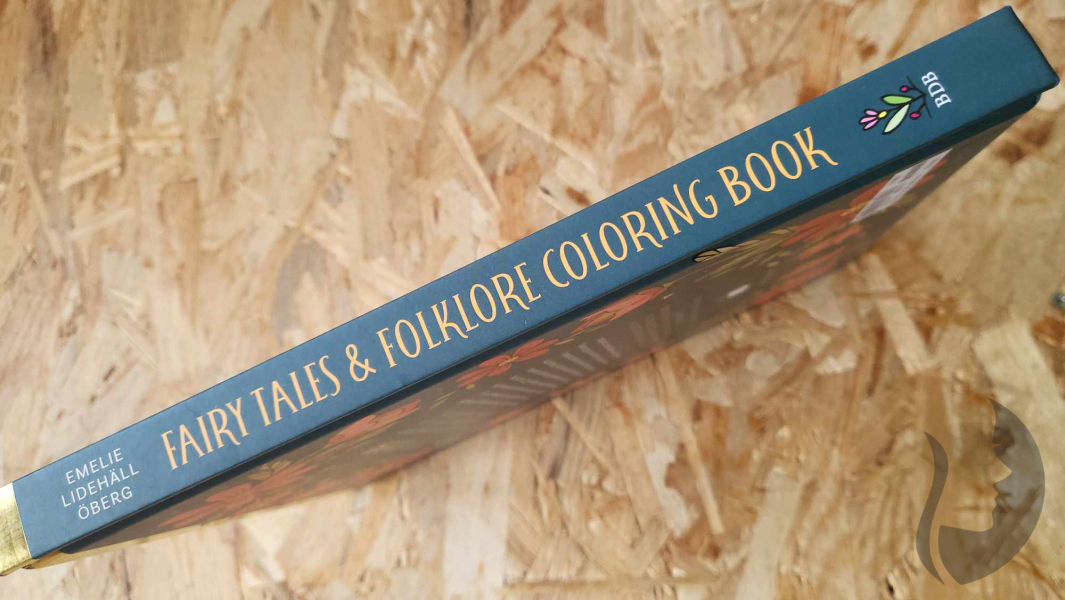 EMELIE
LIDEHÄLL
ÖBERG
FAIRY TALES & FOLKLORE COLORING BOOK
BDB